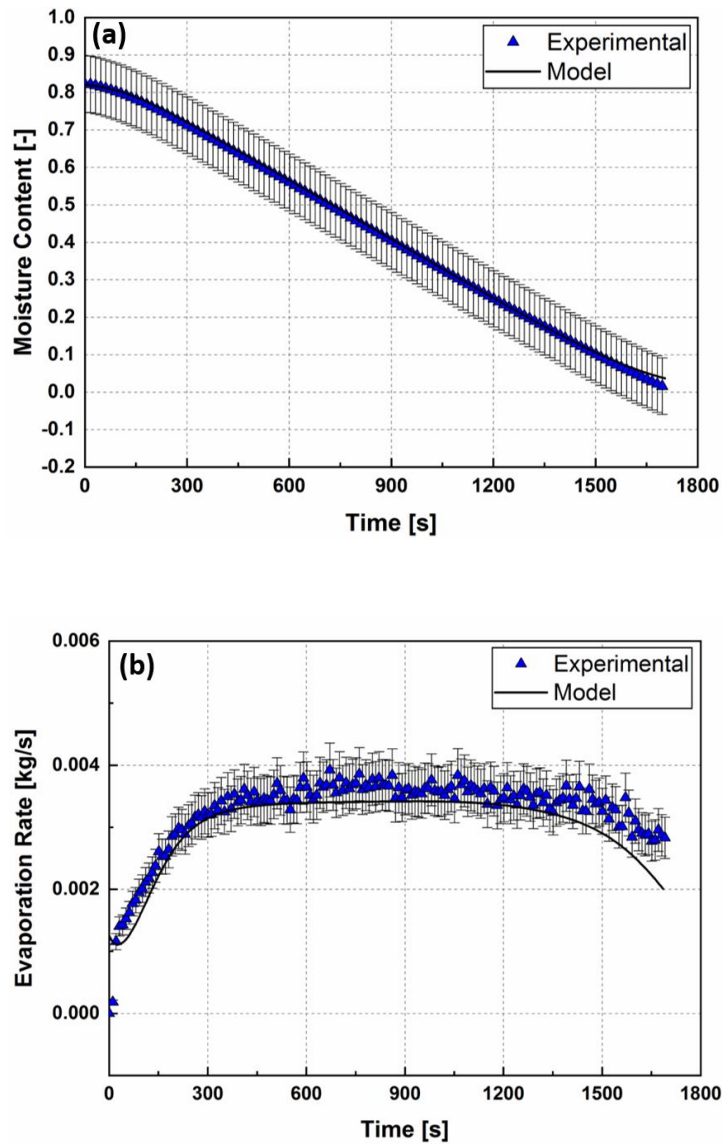 (a)
Experimental
Model
1.0
0.9
0.8
0.7
0.6
0.5
0.4
0.3
0.2
0.1
0.0
-0.1
-0.2
Moisture Content [-]
0 300 600 900 1200 1500 1800
Time [s]
(b)
Experimental
Model
0.006
0.004
0.002
0.000
Evaporation Rate [kg/s]
0 300 600 900 1200 1500 1800
Time [s]